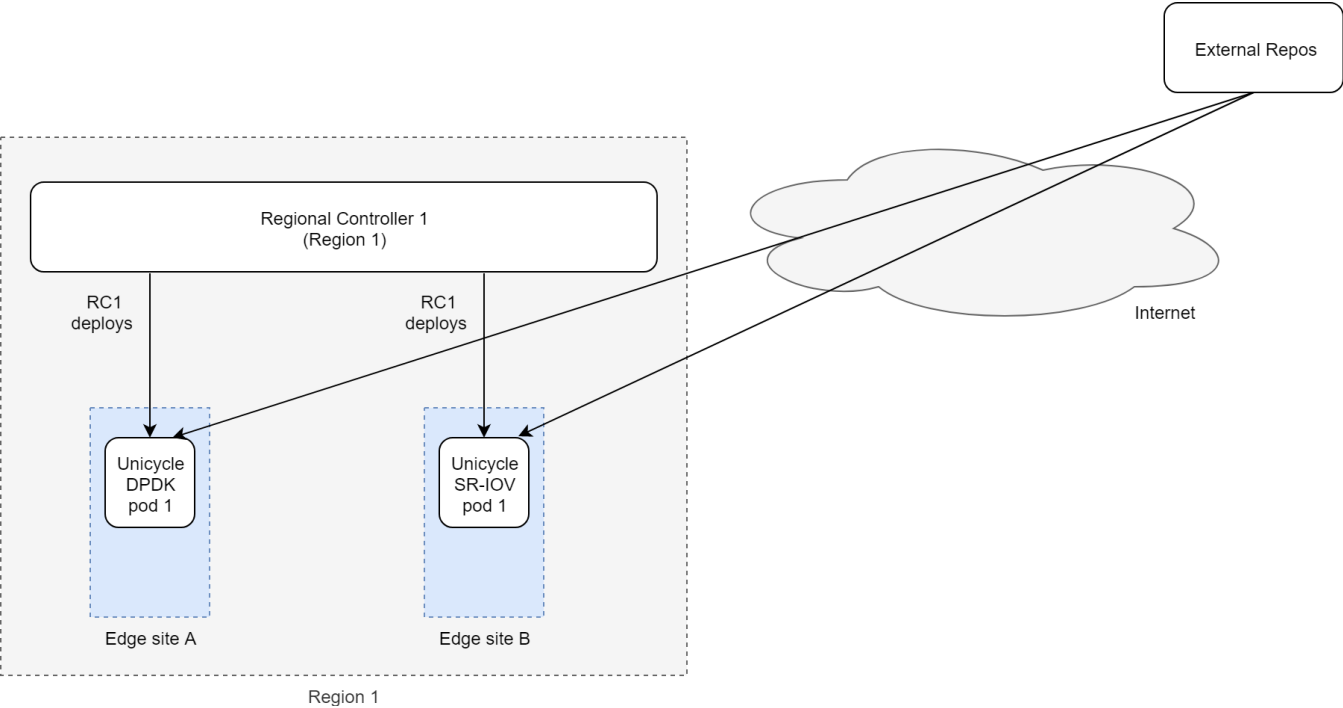 External Repos
Regional Controller 1
(Region 1)
RC1
deploys
RC1
deploys
Internet
Unicycle
DPDK
pod 1
Unicycle
SR-IOV
pod 1
Edge site A
Edge site B
Region 1